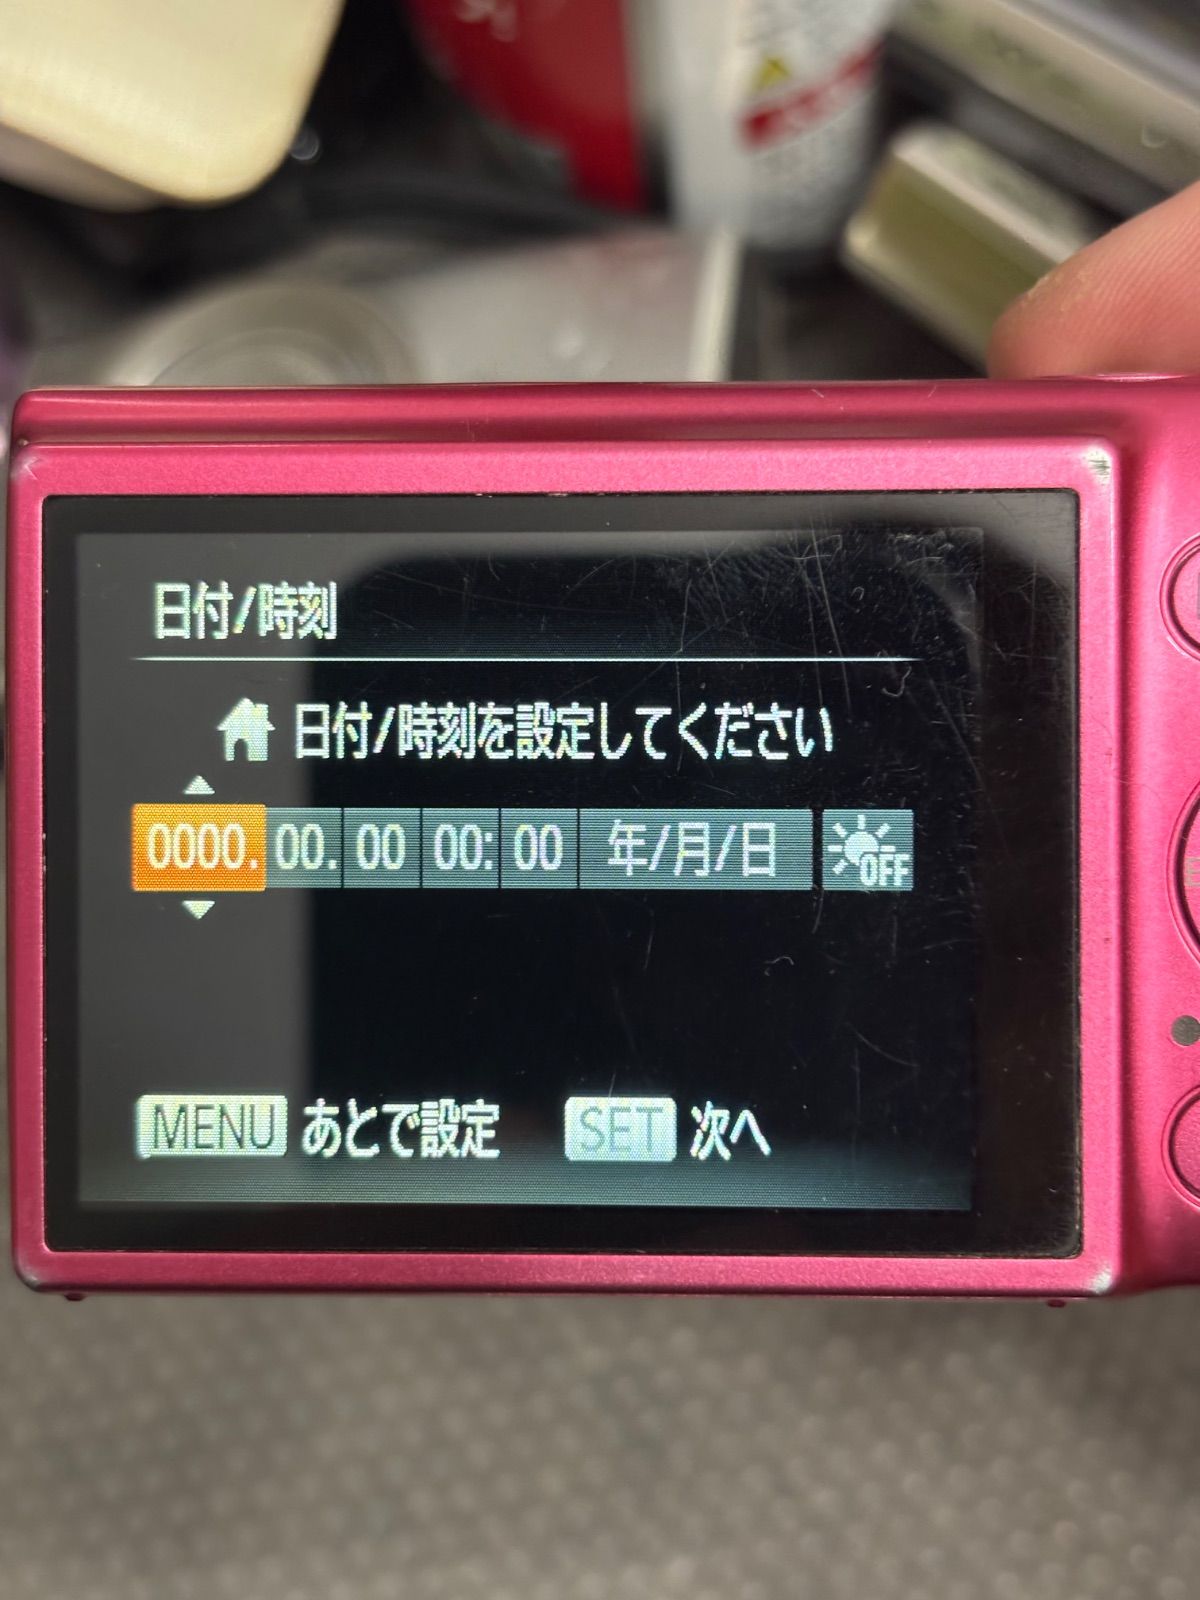 日付/時刻
日付/時刻を設定してください
0000. 00. 00 00: 00 年/月/日 OFF
MENU あとで設定 SET 次へ